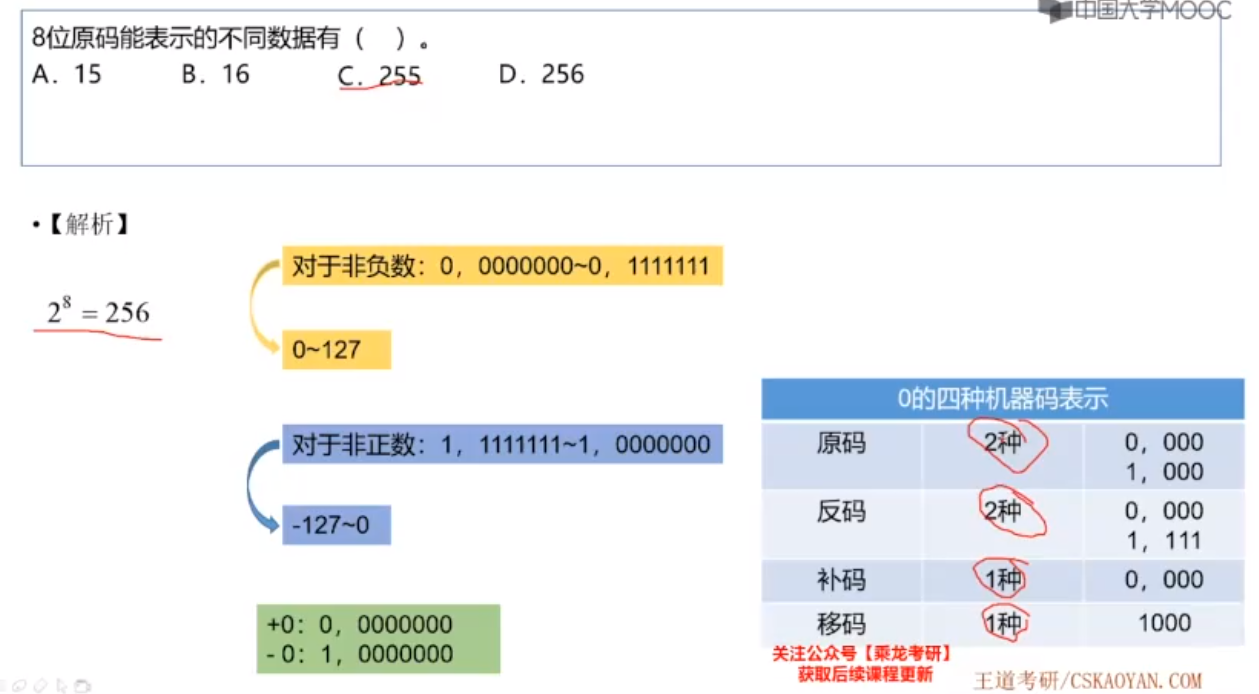 中国大学MOOC
8位原码能表示的不同数据有（ ）。
A. 15 B. 16 C. 255 D. 256
•【解析】
对于非负数：0，0000000~0，1111111
2⁸ = 256
0~127
对于非正数：1，1111111~1，0000000
-127~0
+0：0，0000000
- 0：1，0000000
0的四种机器码表示
原码 2种 0，000
1，000
反码 2种 0，000
1，111
补码 1种 0，000
移码 1种 1000
关注公众号【乘龙考研】
获取后续课程更新
王道考研/CSKAOYAN.COM